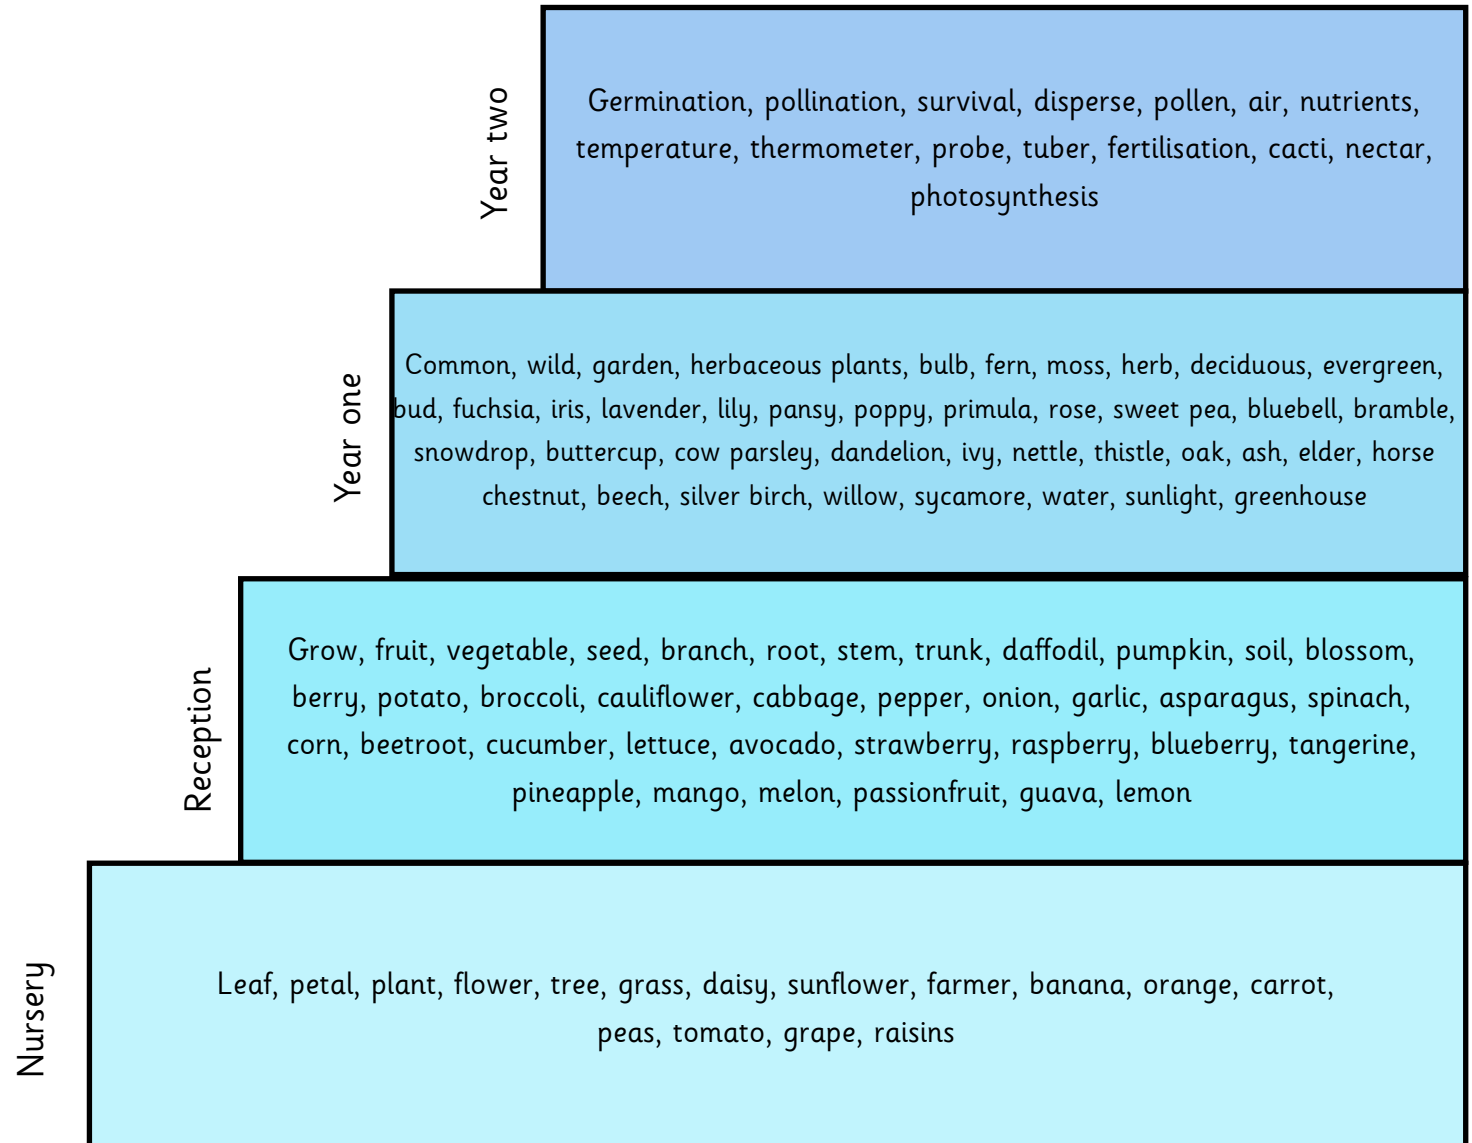 Year two
Germination, pollination, survival, disperse, pollen, air, nutrients,
temperature, thermometer, probe, tuber, fertilisation, cacti, nectar,
photosynthesis
Year one
Common, wild, garden, herbaceous plants, bulb, fern, moss, herb, deciduous, evergreen,
bud, fuchsia, iris, lavender, lily, pansy, poppy, primula, rose, sweet pea, bluebell, bramble,
snowdrop, buttercup, cow parsley, dandelion, ivy, nettle, thistle, oak, ash, elder, horse
chestnut, beech, silver birch, willow, sycamore, water, sunlight, greenhouse
Reception
Grow, fruit, vegetable, seed, branch, root, stem, trunk, daffodil, pumpkin, soil, blossom,
berry, potato, broccoli, cauliflower, cabbage, pepper, onion, garlic, asparagus, spinach,
corn, beetroot, cucumber, lettuce, avocado, strawberry, raspberry, blueberry, tangerine,
pineapple, mango, melon, passionfruit, guava, lemon
Nursery
Leaf, petal, plant, flower, tree, grass, daisy, sunflower, farmer, banana, orange, carrot,
peas, tomato, grape, raisins